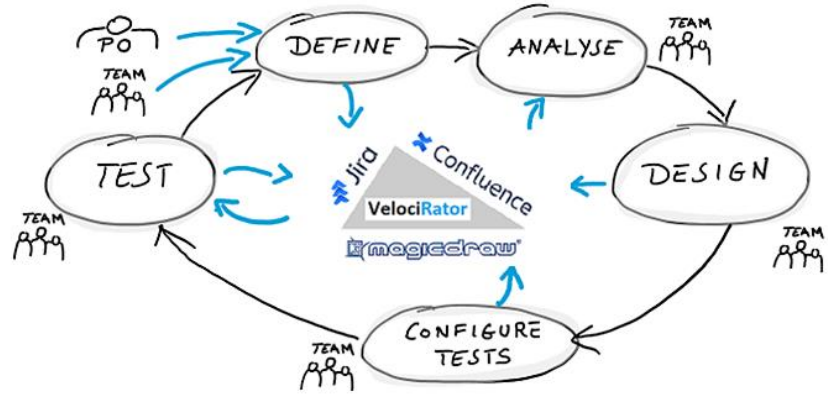 PO
TEAM
DEFINE
ANALYSE
TEAM
TEST
TEAM
Jira
Confluence
VelociRator
magicdraw®
DESIGN
TEAM
CONFIGURE
TESTS
TEAM